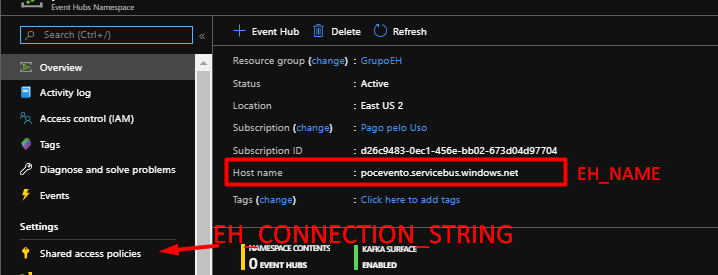 Event Hubs Namespace
Search (Ctrl+/)
«
Overview
Activity log
Access control (IAM)
Tags
Diagnose and solve problems
Events
Settings
Shared access policies
+ Event Hub Delete Refresh
Resource group (change) : GrupoEH
Status : Active
Location : East US 2
Subscription (change) : Pago pelo Uso
Subscription ID : d26c9483-0ec1-456e-bb02-673d04d97704
Host name : pocevento.servicebus.windows.net
EH_NAME
Tags (change) : Click here to add tags
EH_CONNECTION_STRING
NAMESPACE CONTENTS
0 EVENT HUBS
KAFKA SURFACE
ENABLED